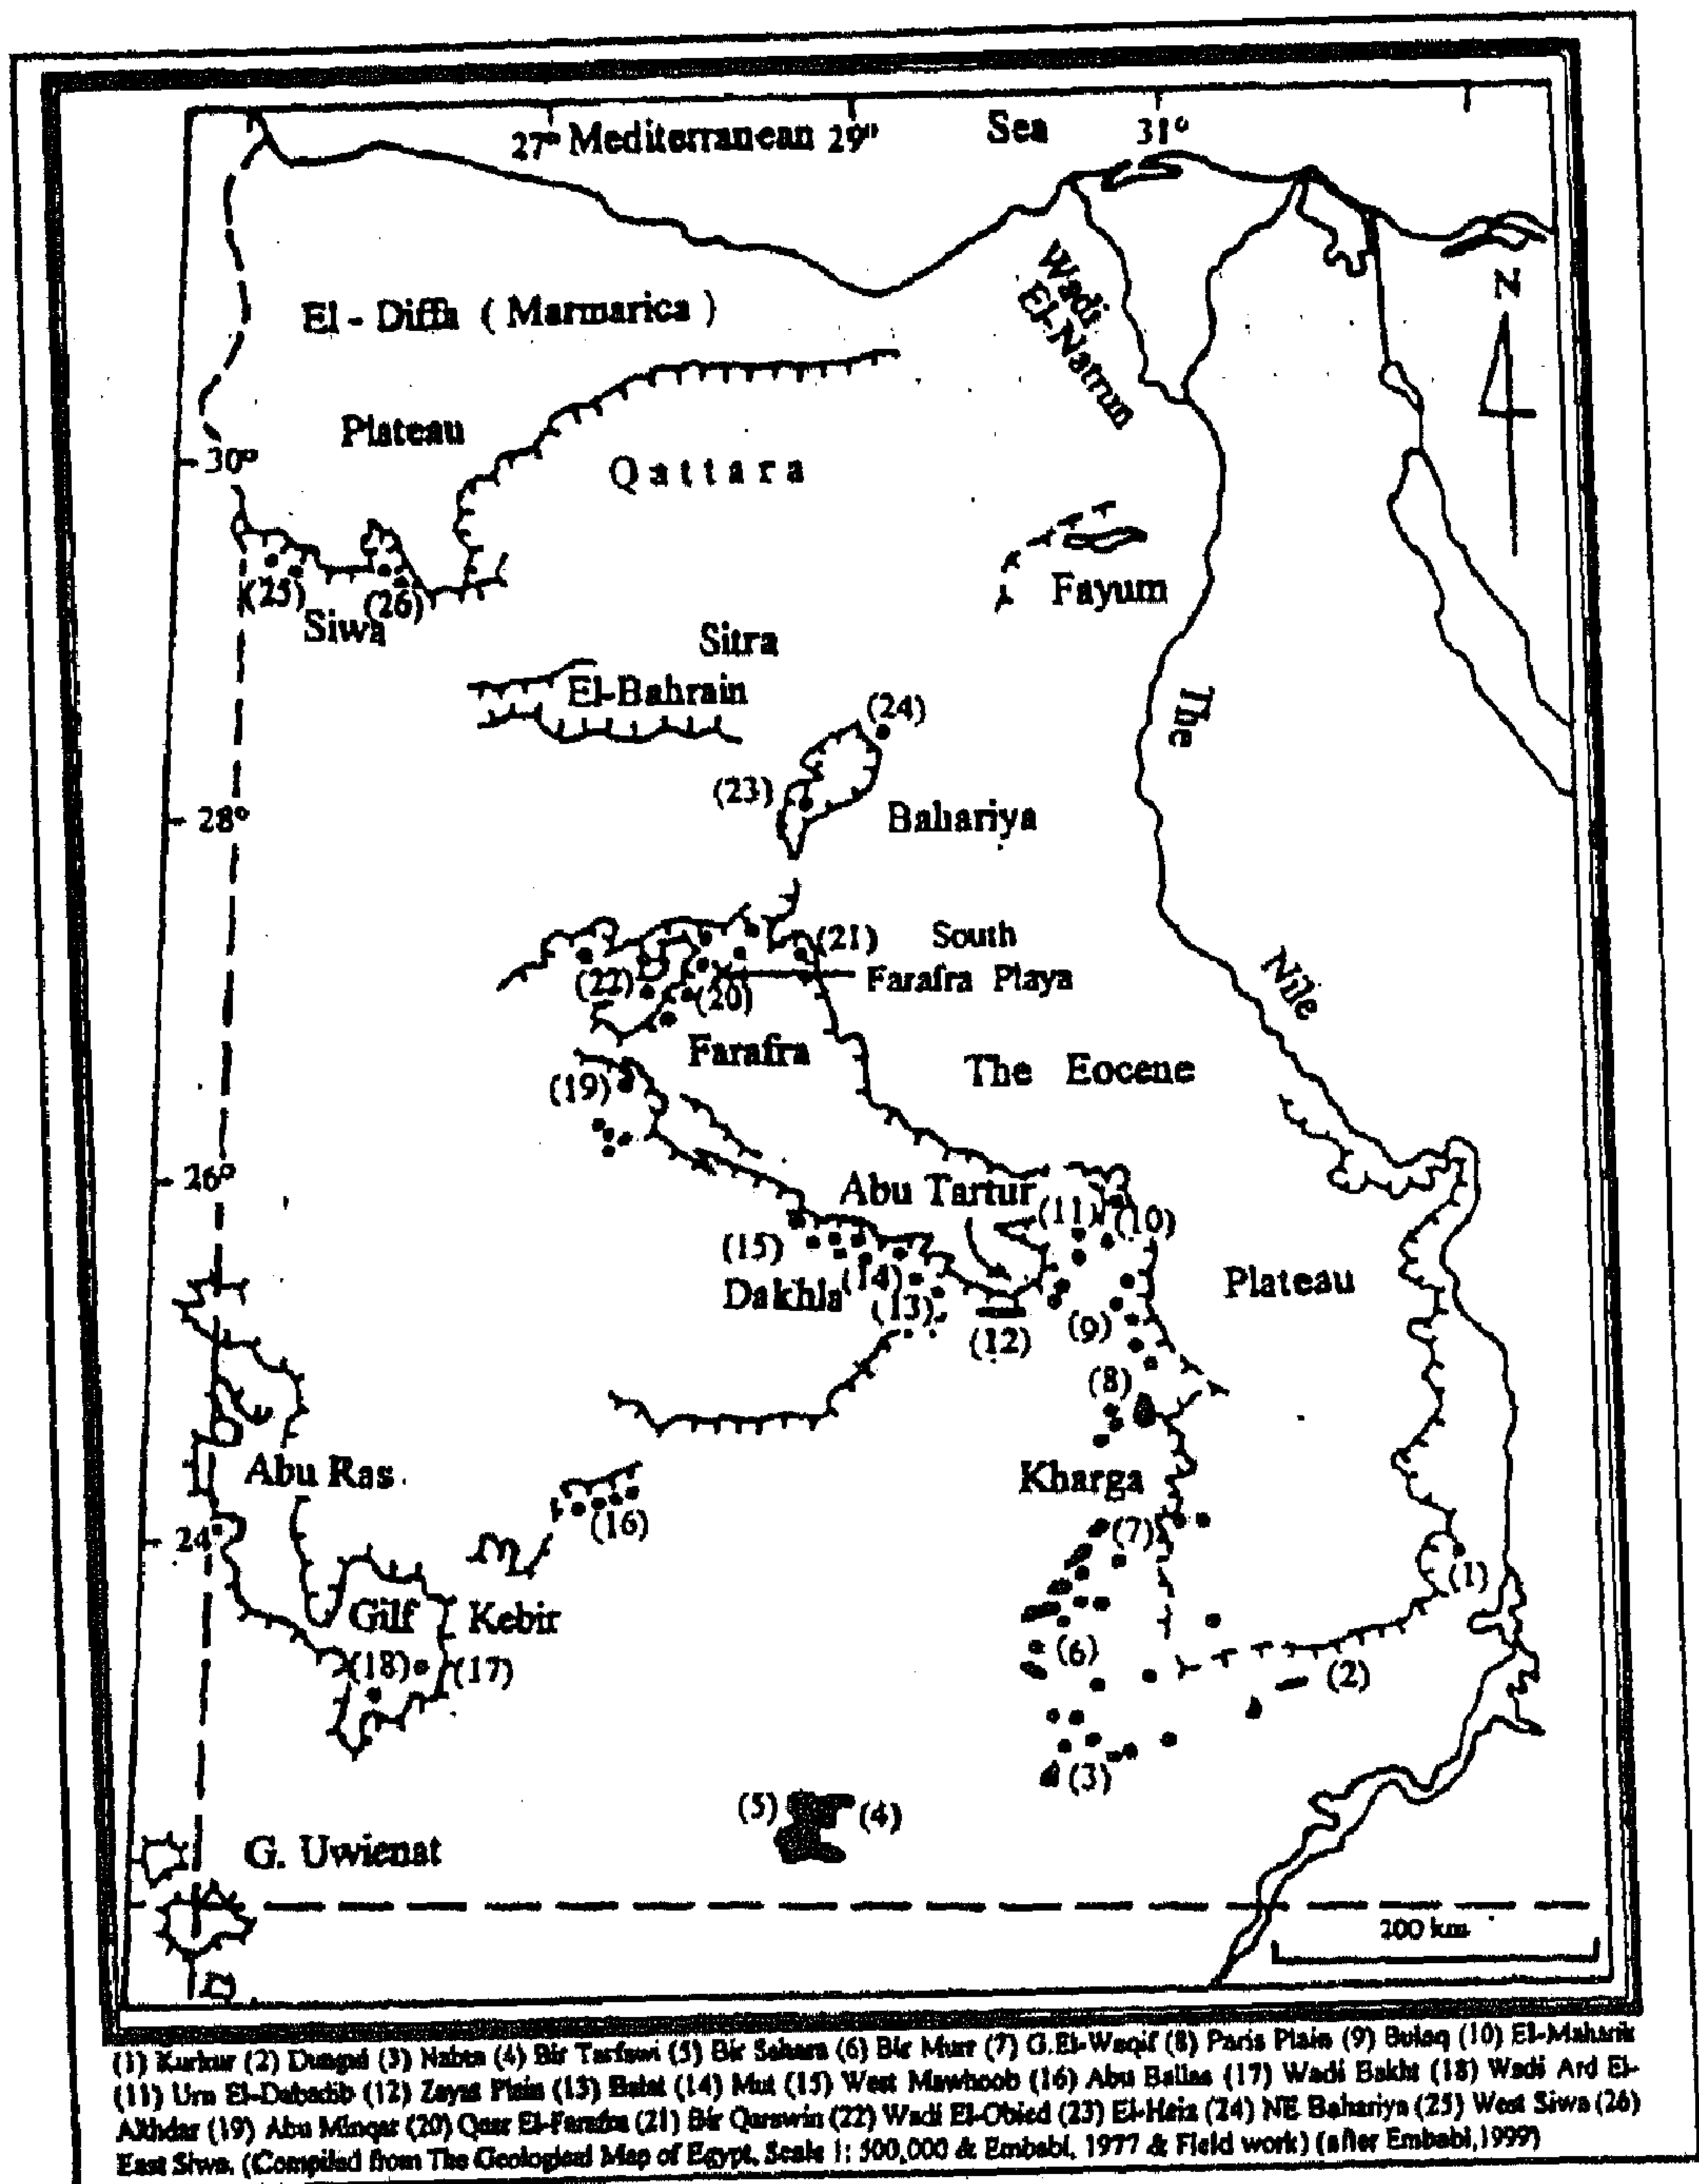 27° Mediterranean 29° Sea 31°
Wadi
El-Natrun
N
El - Diffa ( Marmarica )
Plateau
30°
Qattara
Fayum
(25) (26)
Siwa
Sitra
El-Bahrain
The
(24)
(23)
28°
Bahariya
(21) South
(22) (20) Farafra Playa
Nile
Farafra
The Eocene
(19)
26°
Abu Tartur
(11) (10)
(15)
Dakhla (14)
(13) (12) (9)
Plateau
(8)
Abu Ras
Kharga
(16)
24°
(7)
(1)
Gilf Kebir
(18) (17)
(6)
(2)
(3)
(5) (4)
G. Uwienat
200 km
(1) Kurkur (2) Dungul (3) Nabta (4) Bir Tarfawi (5) Bir Sahara (6) Bir Murr (7) G.El-Waqif (8) Paris Plain (9) Bulaq (10) El-Maharik
(11) Um El-Dabadib (12) Zayat Plain (13) Balat (14) Mut (15) West Mawhoob (16) Abu Ballas (17) Wadi Bakht (18) Wadi Ard El-
Akhdar (19) Abu Minqar (20) Qasr El-Farafra (21) Bir Qarawin (22) Wadi El-Obied (23) El-Heiz (24) NE Bahariya (25) West Siwa (26)
East Siwa. (Compiled from The Geological Map of Egypt, Scale 1: 500,000 & Embabi, 1977 & Field work) (after Embabi,1999)